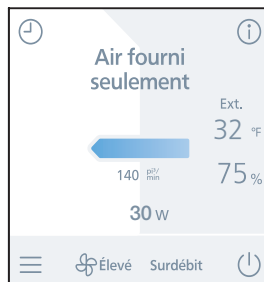 Air fourni
seulement
Ext.
32 °F
140 pi³/min
75 %
30 W
Élevé Surdébit